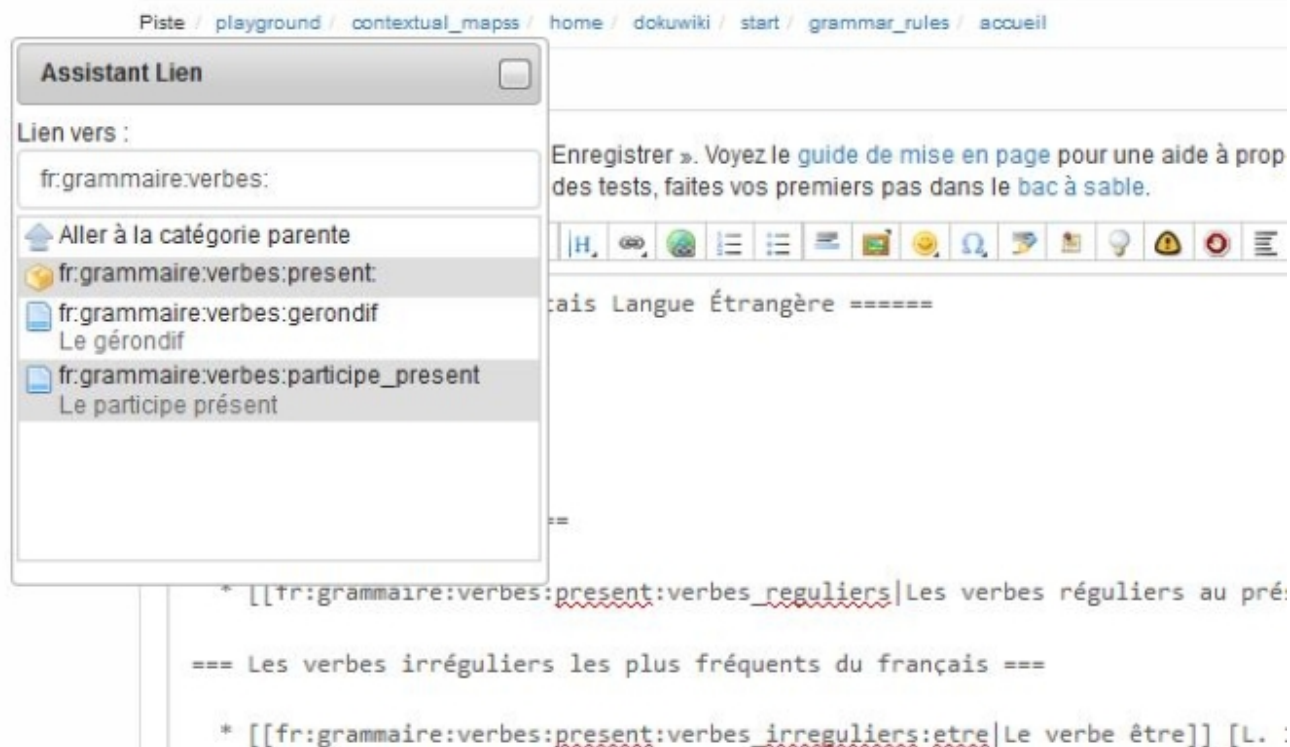 Piste / playground / contextual_mapss / home / dokuwiki / start / grammar_rules / accueil
Assistant Lien
Lien vers :
fr:grammaire:verbes:
Aller à la catégorie parente
fr:grammaire:verbes:present:
fr:grammaire:verbes:gerondif
Le gérondif
fr:grammaire:verbes:participe_present
Le participe présent
Enregistrer ». Voyez le guide de mise en page pour une aide à prop
des tests, faites vos premiers pas dans le bac à sable.
ais Langue Étrangère ======
==
* [[fr:grammaire:verbes:present:verbes_reguliers|Les verbes réguliers au pré
=== Les verbes irréguliers les plus fréquents du français ===
* [[fr:grammaire:verbes:present:verbes_irreguliers:etre|Le verbe être]] [L.